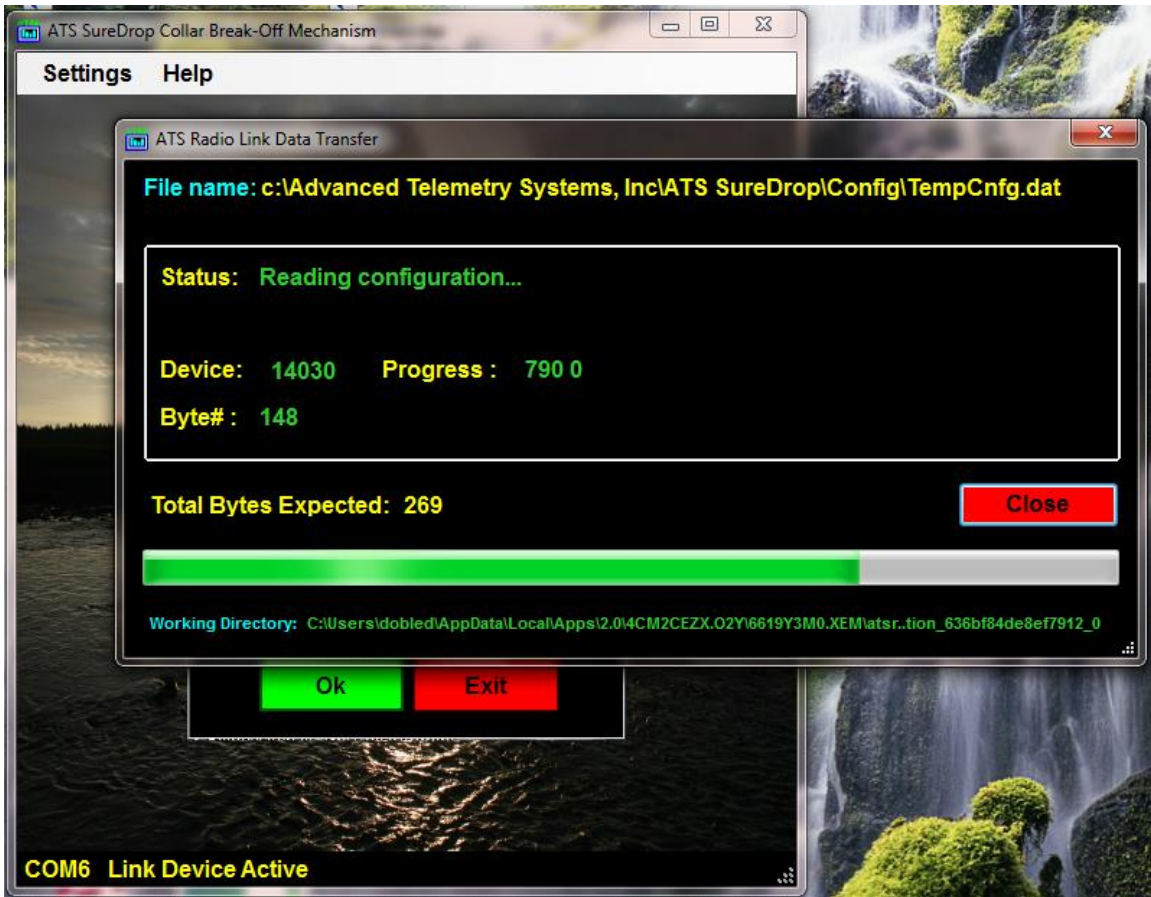 ATS SureDrop Collar Break-Off Mechanism
Settings Help
ATS Radio Link Data Transfer
File name: c:\Advanced Telemetry Systems, Inc\ATS SureDrop\Config\TempCnfg.dat
Status: Reading configuration...
Device: 14030 Progress : 790 0
Byte# : 148
Total Bytes Expected: 269
Close
Working Directory: C:\Users\dobled\AppData\Local\Apps\2.0\4CM2CEZX.O2Y\6619Y3M0.XEM\atsr..tion_636bf84de8ef7912_0
Ok Exit
COM6 Link Device Active